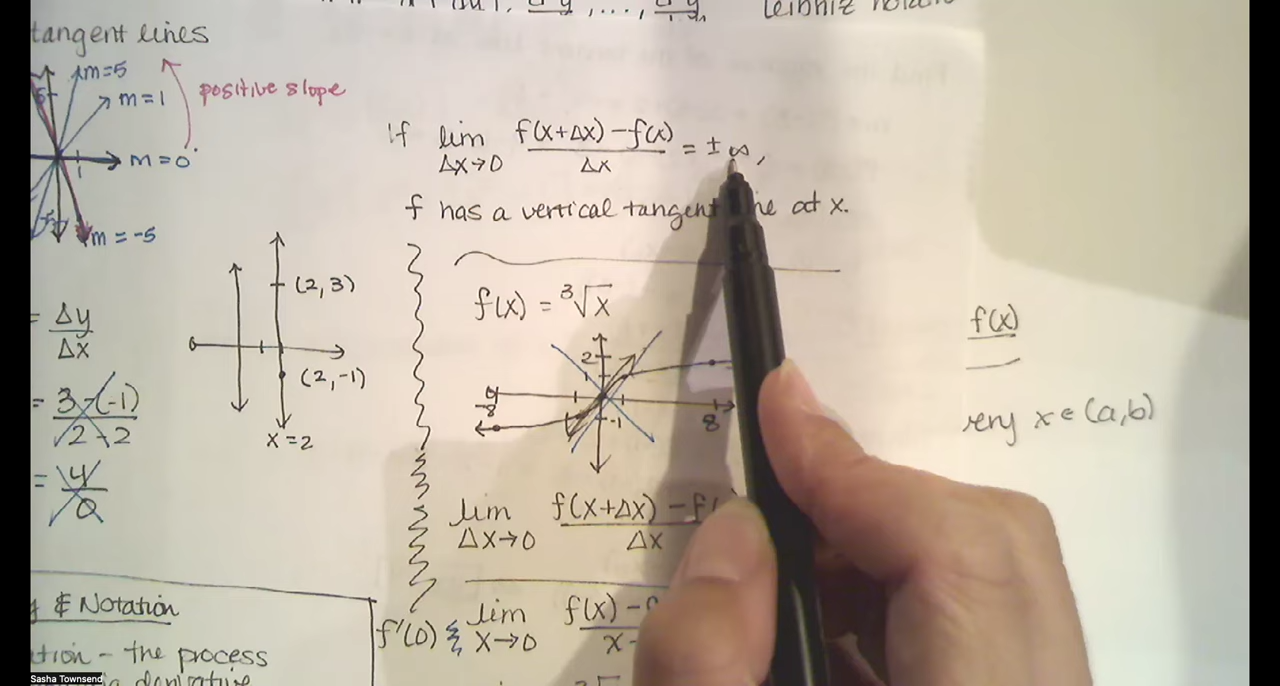 tangent lines
m=5
m=1
m=0
m=-5
positive slope
If lim Δx→0 f(x+Δx)-f(x) / Δx = ±∞,
f has a vertical tangent line at x.
= Δy / Δx
= 3-(-1) / 2-2
= 4 / 0
(2,3)
(2,-1)
x=2
f(x) = ³√x
2
1
-1
-8
8
lim Δx→0 f(x+Δx) - f( / Δx
f'(0) lim x→0 f(x) - / x-
f(x)
x∈(a,b)
& Notation
the process
derivative
Sasha Townsend